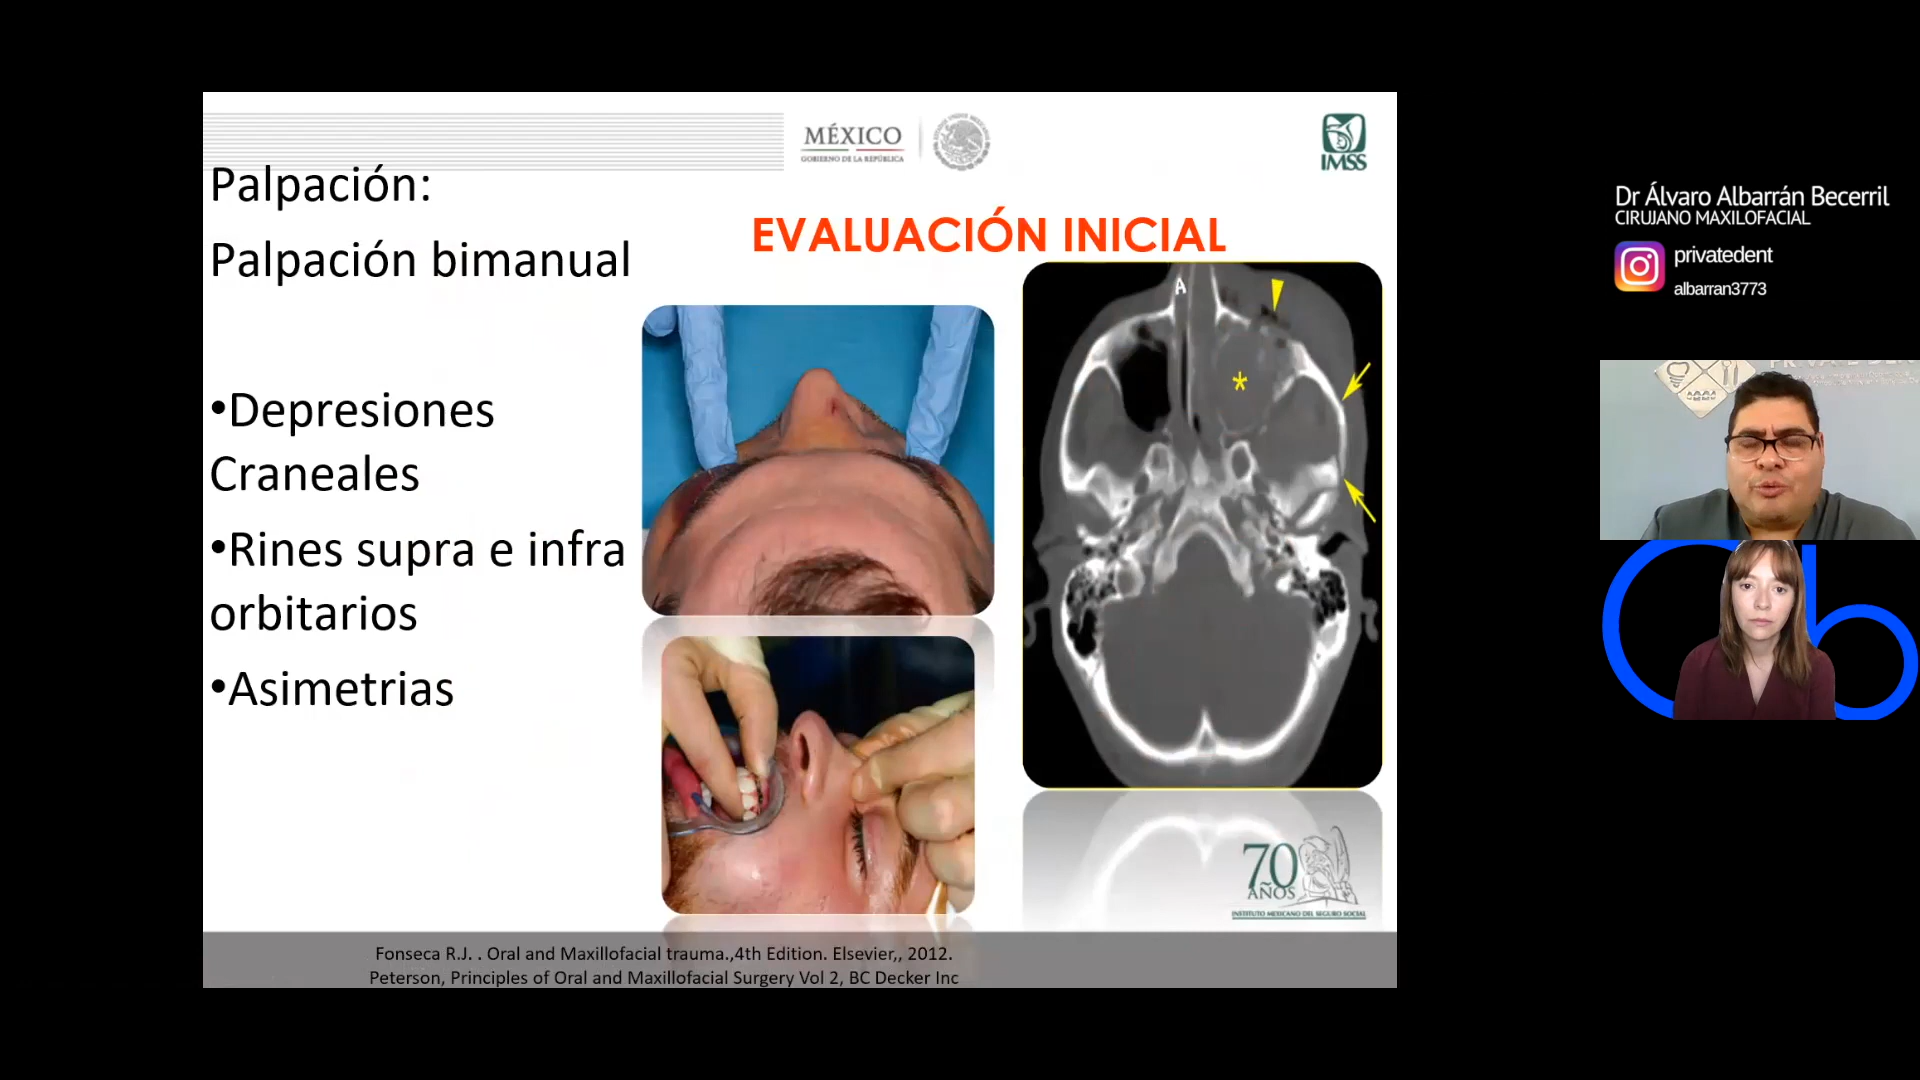 MÉXICO
GOBIERNO DE LA REPÚBLICA
IMSS
Palpación:
Palpación bimanual
•Depresiones
Craneales
•Rines supra e infra
orbitarios
•Asimetrias
EVALUACIÓN INICIAL
A
*
70
AÑOS
INSTITUTO MEXICANO DEL SEGURO SOCIAL
Fonseca R.J. . Oral and Maxillofacial trauma.,4th Edition. Elsevier,, 2012.
Peterson, Principles of Oral and Maxillofacial Surgery Vol 2, BC Decker Inc
Dr Álvaro Albarrán Becerril
CIRUJANO MAXILOFACIAL
privatedent
albarran3773